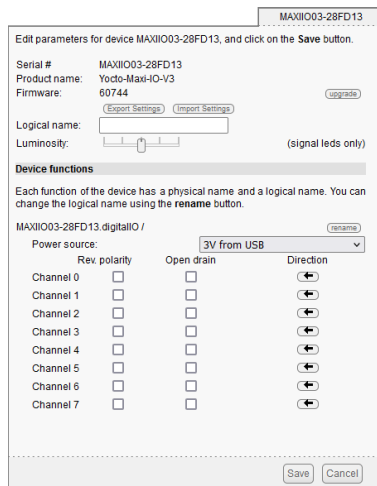 MAXIIO03-28FD13
Edit parameters for device MAXIIO03-28FD13, and click on the Save button.
Serial # MAXIIO03-28FD13
Product name: Yocto-Maxi-IO-V3
Firmware: 60744 upgrade
Export Settings Import Settings
Logical name:
Luminosity: (signal leds only)
Device functions
Each function of the device has a physical name and a logical name. You can
change the logical name using the rename button.
MAXIIO03-28FD13.digitalIO / rename
Power source: 3V from USB
Rev. polarity Open drain Direction
Channel 0
Channel 1
Channel 2
Channel 3
Channel 4
Channel 5
Channel 6
Channel 7
Save Cancel